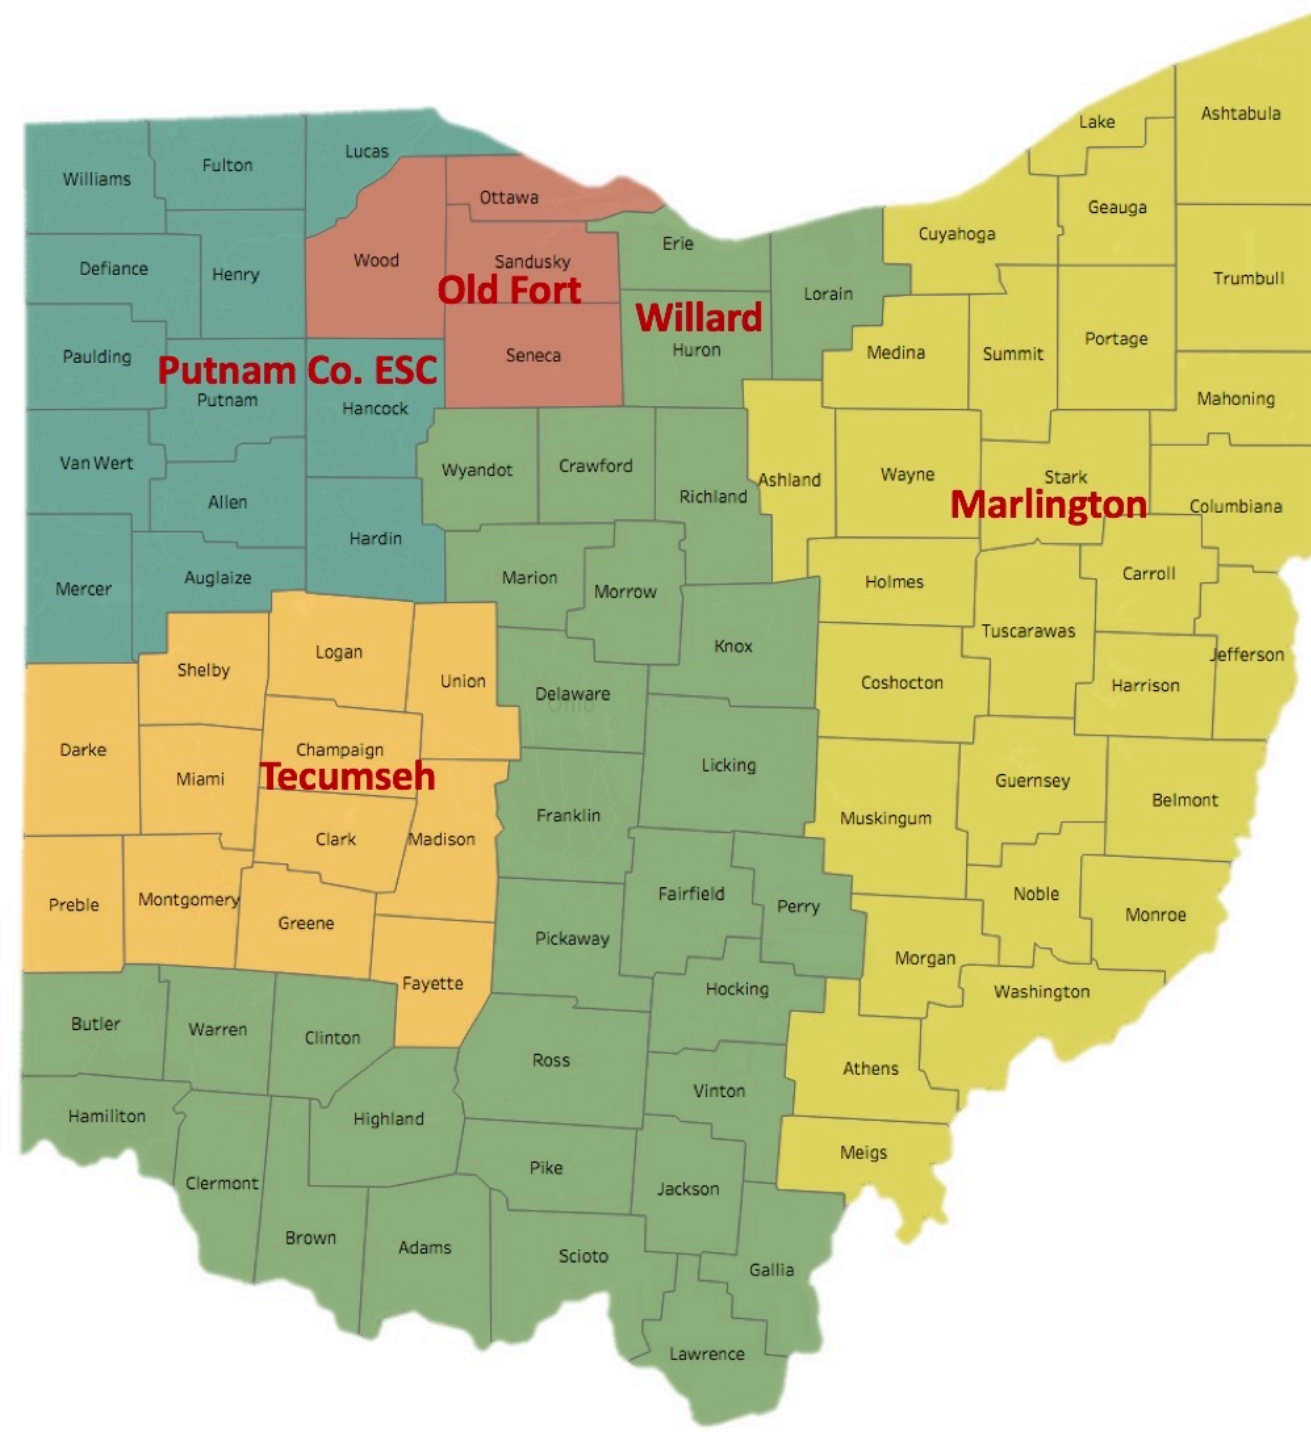 Ashtabula
Lake
Lucas
Fulton
Williams
Ottawa
Geauga
Cuyahoga
Erie
Wood
Sandusky
Defiance
Henry
Trumbull
Old Fort
Lorain
Willard
Portage
Huron
Medina
Summit
Seneca
Paulding
Putnam Co. ESC
Putnam
Hancock
Mahoning
Van Wert
Wyandot
Crawford
Ashland
Wayne
Stark
Richland
Marlington
Columbiana
Allen
Hardin
Auglaize
Mercer
Marion
Morrow
Holmes
Carroll
Tuscarawas
Knox
Logan
Jefferson
Shelby
Union
Delaware
Ohio
Coshocton
Harrison
Darke
Champaign
Miami
Tecumseh
Licking
Guernsey
Belmont
Franklin
Muskingum
Clark
Madison
Preble
Montgomery
Fairfield
Perry
Noble
Monroe
Greene
Pickaway
Morgan
Fayette
Hocking
Washington
Butler
Warren
Clinton
Ross
Athens
Vinton
Hamiliton
Highland
Meigs
Pike
Clermont
Jackson
Brown
Adams
Scioto
Gallia
Lawrence